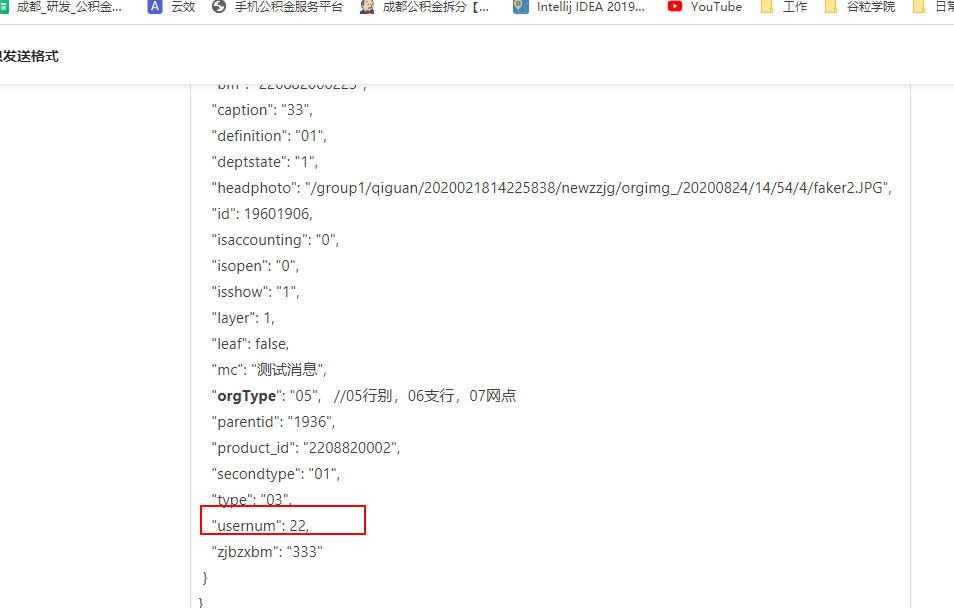 成都_研发_公积金... 云效 手机公积金服务平台 成都公积金拆分【... Intellij IDEA 2019... YouTube 工作 谷粒学院 日常
发送格式
"caption": "33",
"definition": "01",
"deptstate": "1",
"headphoto": "/group1/qiguan/2020021814225838/newzzjg/orgimg_/20200824/14/54/4/faker2.JPG",
"id": 19601906,
"isaccounting": "0",
"isopen": "0",
"isshow": "1",
"layer": 1,
"leaf": false,
"mc": "测试消息",
"orgType": "05", //05行别，06支行，07网点
"parentid": "1936",
"product_id": "2208820002",
"secondtype": "01",
"type": "03",
"usernum": 22,
"zjbzxbm": "333"
}
}